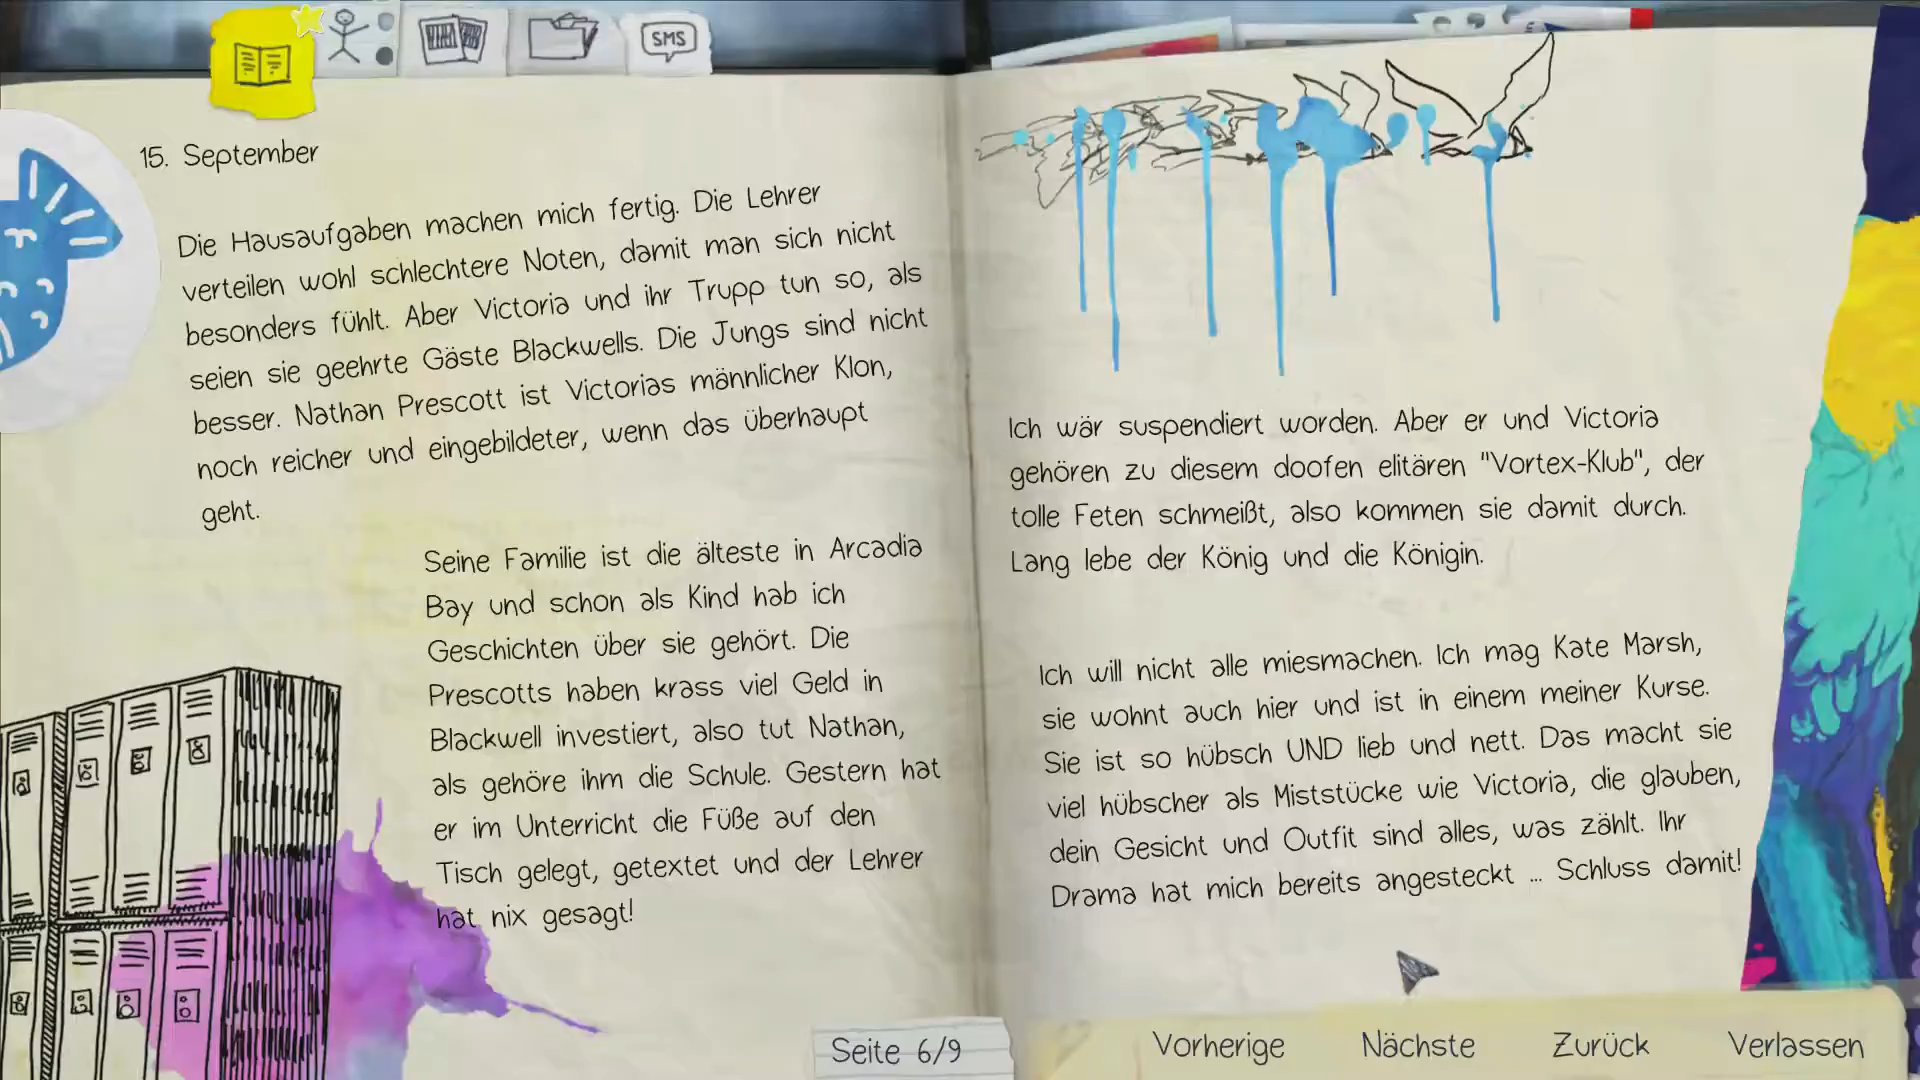 SMS
15. September
Die Hausaufgaben machen mich fertig. Die Lehrer
verteilen wohl schlechtere Noten, damit man sich nicht
besonders fühlt. Aber Victoria und ihr Trupp tun so, als
seien sie geehrte Gäste Blackwells. Die Jungs sind nicht
besser. Nathan Prescott ist Victorias männlicher Klon,
noch reicher und eingebildeter, wenn das überhaupt
geht.
Seine Familie ist die älteste in Arcadia
Bay und schon als Kind hab ich
Geschichten über sie gehört. Die
Prescotts haben krass viel Geld in
Blackwell investiert, also tut Nathan,
als gehöre ihm die Schule. Gestern hat
er im Unterricht die Füße auf den
Tisch gelegt, getextet und der Lehrer
hat nix gesagt!
Ich wär suspendiert worden. Aber er und Victoria
gehören zu diesem doofen elitären "Vortex-Klub", der
tolle Feten schmeißt, also kommen sie damit durch.
Lang lebe der König und die Königin.
Ich will nicht alle miesmachen. Ich mag Kate Marsh,
sie wohnt auch hier und ist in einem meiner Kurse.
Sie ist so hübsch UND lieb und nett. Das macht sie
viel hübscher als Miststücke wie Victoria, die glauben,
dein Gesicht und Outfit sind alles, was zählt. Ihr
Drama hat mich bereits angesteckt ... Schluss damit!
Seite 6/9
Vorherige
Nächste
Zurück
Verlassen